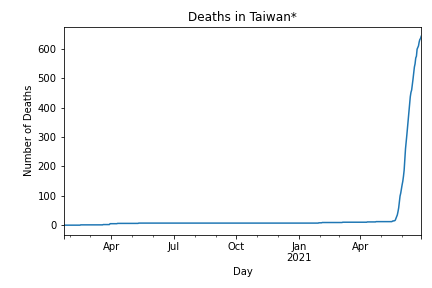 Deaths in Taiwan*
Number of Deaths
600
500
400
300
200
100
0
Apr
Jul
Oct
Jan
2021
Apr
Day